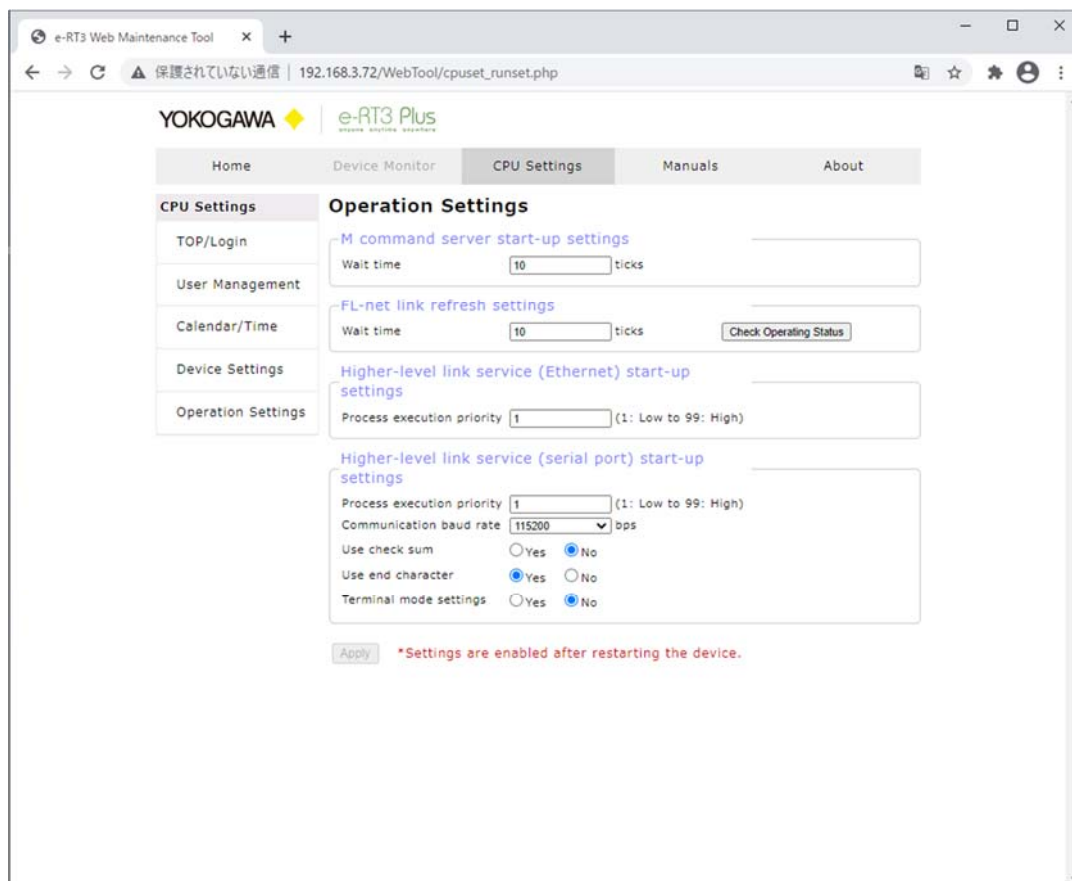 e-RT3 Web Maintenance Tool
保護されていない通信 | 192.168.3.72/WebTool/cpuset_runset.php
YOKOGAWA e-RT3 Plus
anyone anytime anywhere
Home Device Monitor CPU Settings Manuals About
CPU Settings
TOP/Login
User Management
Calendar/Time
Device Settings
Operation Settings
Operation Settings
M command server start-up settings
Wait time 10 ticks
FL-net link refresh settings
Wait time 10 ticks Check Operating Status
Higher-level link service (Ethernet) start-up
settings
Process execution priority 1 (1: Low to 99: High)
Higher-level link service (serial port) start-up
settings
Process execution priority 1 (1: Low to 99: High)
Communication baud rate 115200 bps
Use check sum Yes No
Use end character Yes No
Terminal mode settings Yes No
Apply *Settings are enabled after restarting the device.